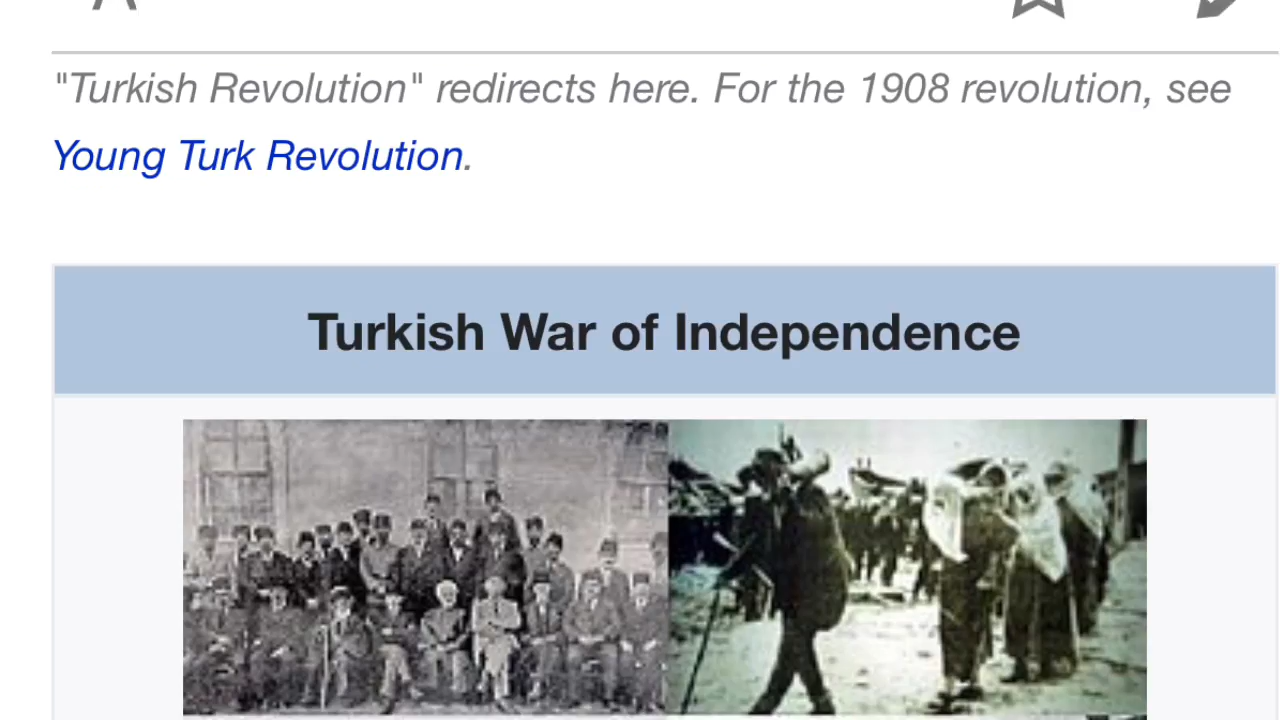 "Turkish Revolution" redirects here. For the 1908 revolution, see
Young Turk Revolution.
Turkish War of Independence